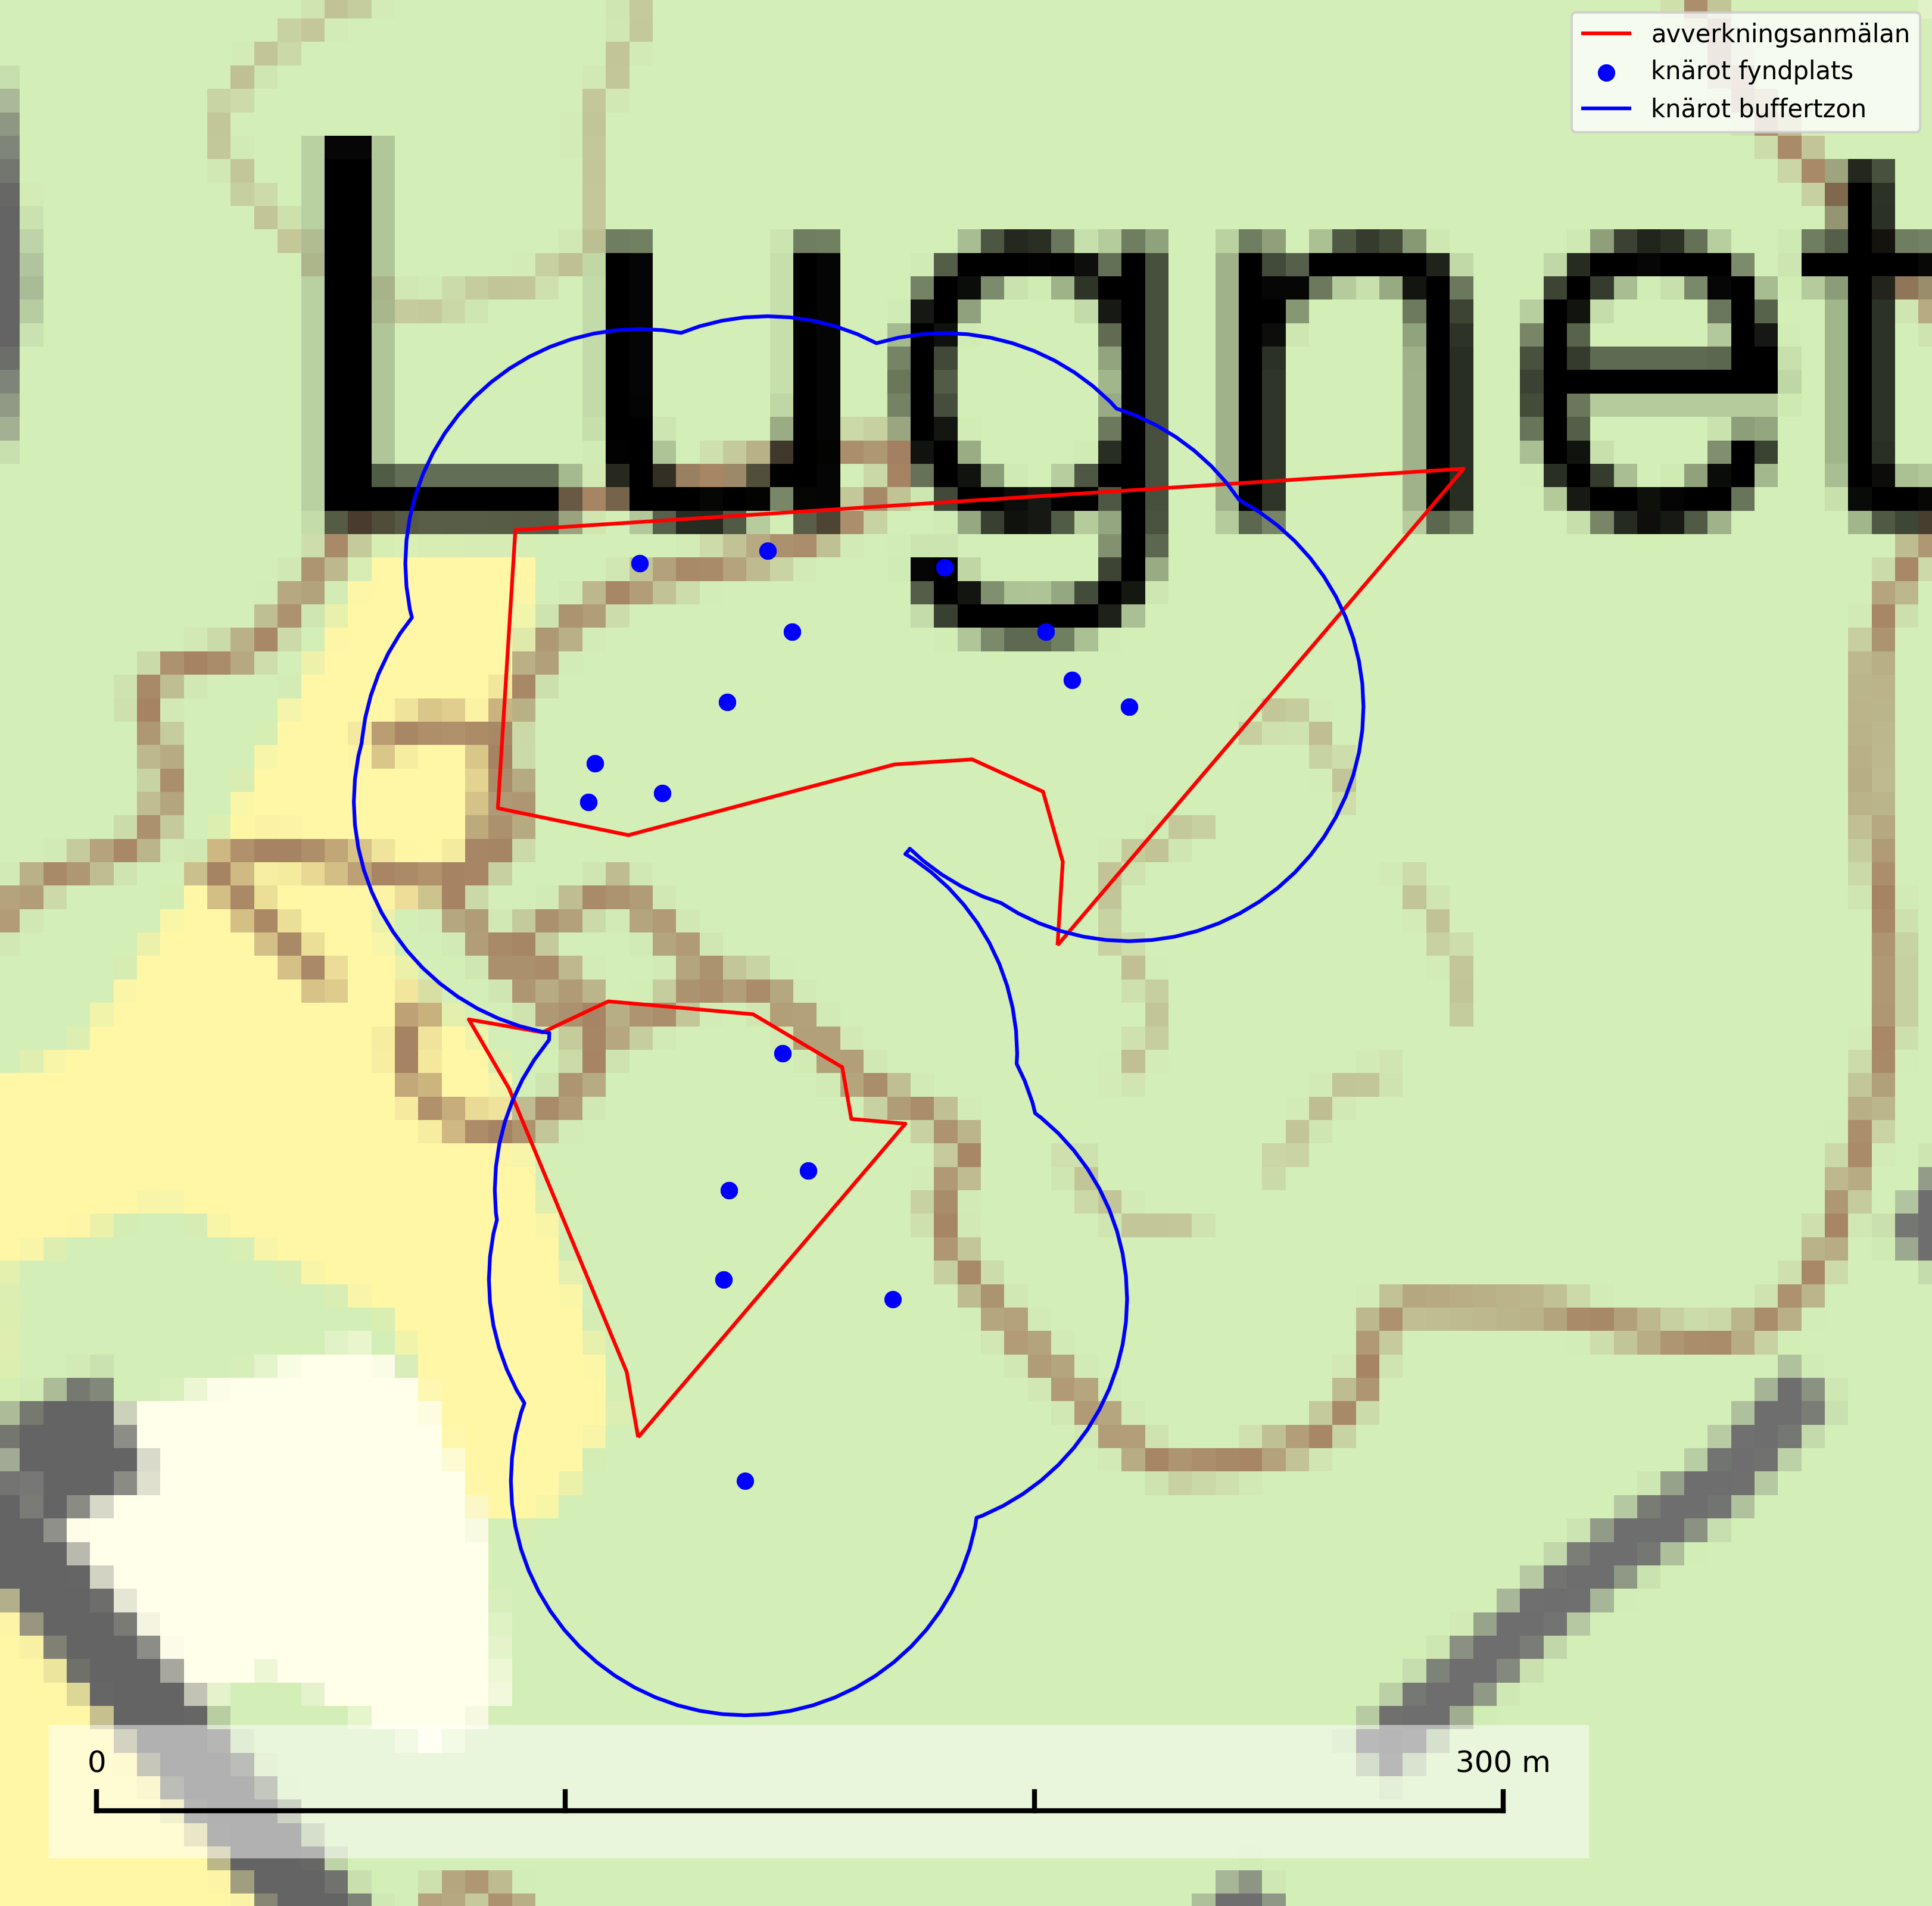 avverkningsanmälan
knärot fyndplats
knärot buffertzon
Lugnet
0 300 m